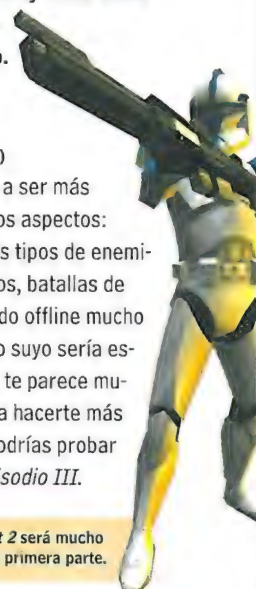 o.
)
a ser más
os aspectos:
s tipos de enemi-
os, batallas de
do offline mucho
o suyo sería es-
te parece mu-
a hacerte más
odrías probar
isodio III.
t 2 será mucho
primera parte.